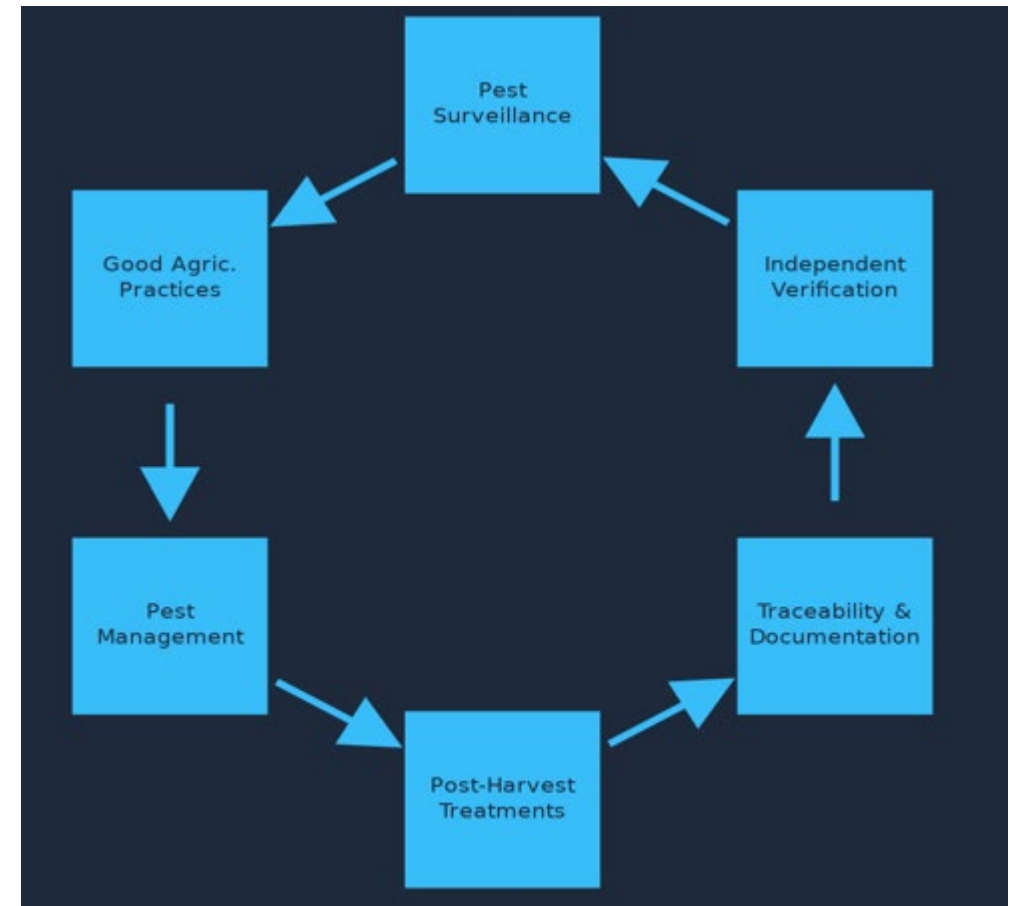 Pest
Surveillance
Good Agric.
Practices
Independent
Verification
Pest
Management
Traceability &
Documentation
Post-Harvest
Treatments